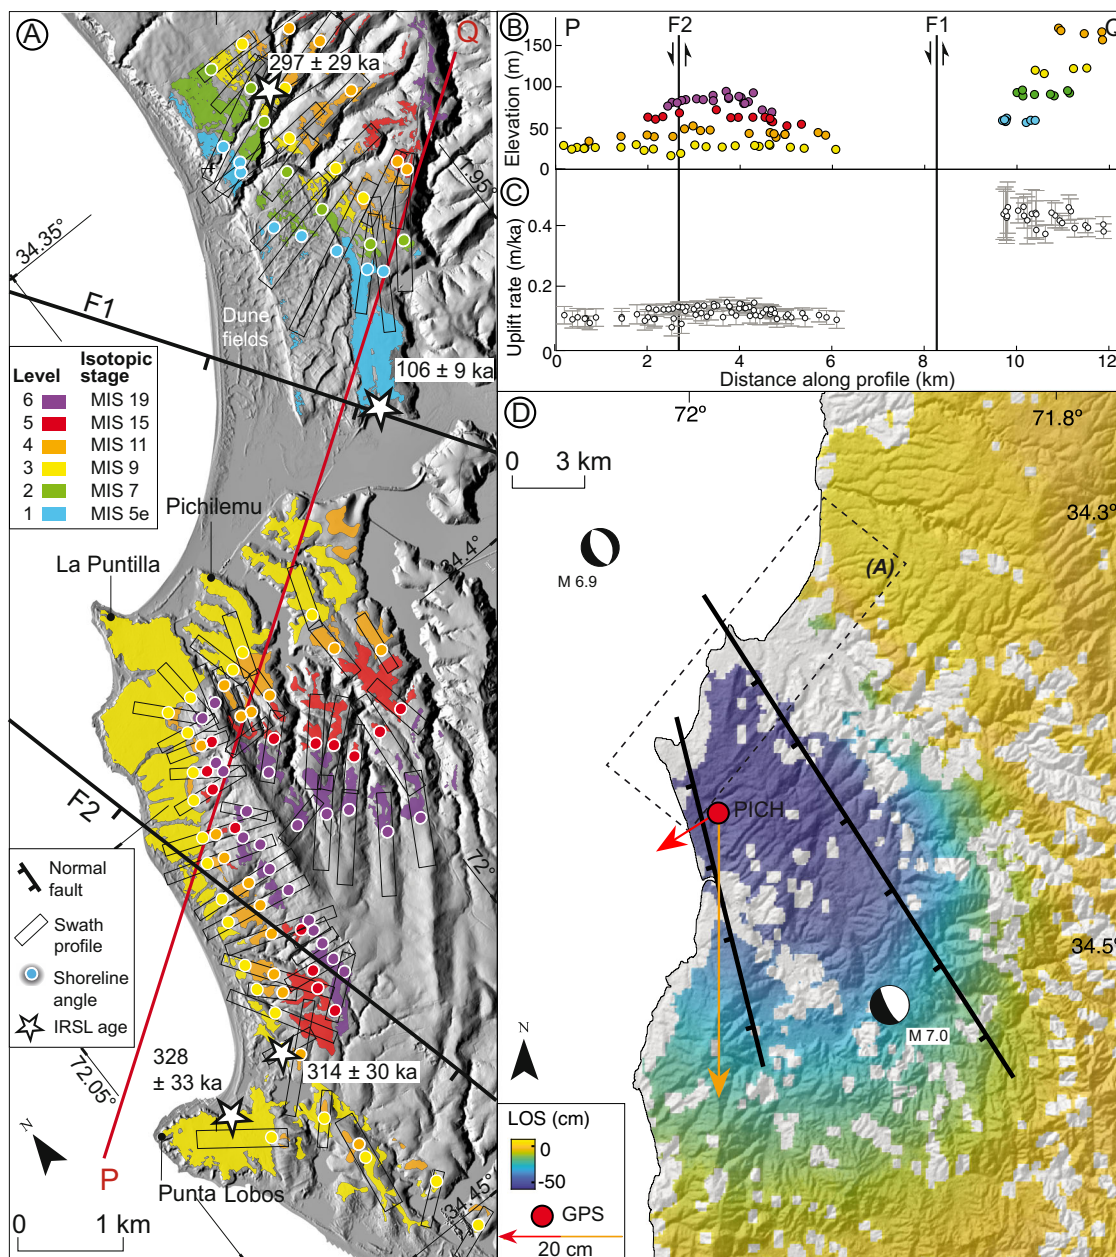 A
Q
297 ± 29 ka
34.35°
F1
Dune
fields
106 ± 9 ka
Level
Isotopic
stage
6 MIS 19
5 MIS 15
4 MIS 11
3 MIS 9
2 MIS 7
1 MIS 5e
Pichilemu
La Puntilla
34.4°
F2
72°
Normal
fault
Swath
profile
Shoreline
angle
IRSL age
328
± 33 ka
314 ± 30 ka
72.05°
N
P
Punta Lobos
34.45°
0 1 km
B
P
F2
F1
Q
Elevation (m)
150
100
50
0
C
Uplift rate (m/ka)
0.4
0.2
0
0 2 4 6 8 10 12
Distance along profile (km)
D
72°
71.8°
0 3 km
34.3°
(A)
M 6.9
PICH
34.5°
M 7.0
N
LOS (cm)
0
-50
GPS
20 cm